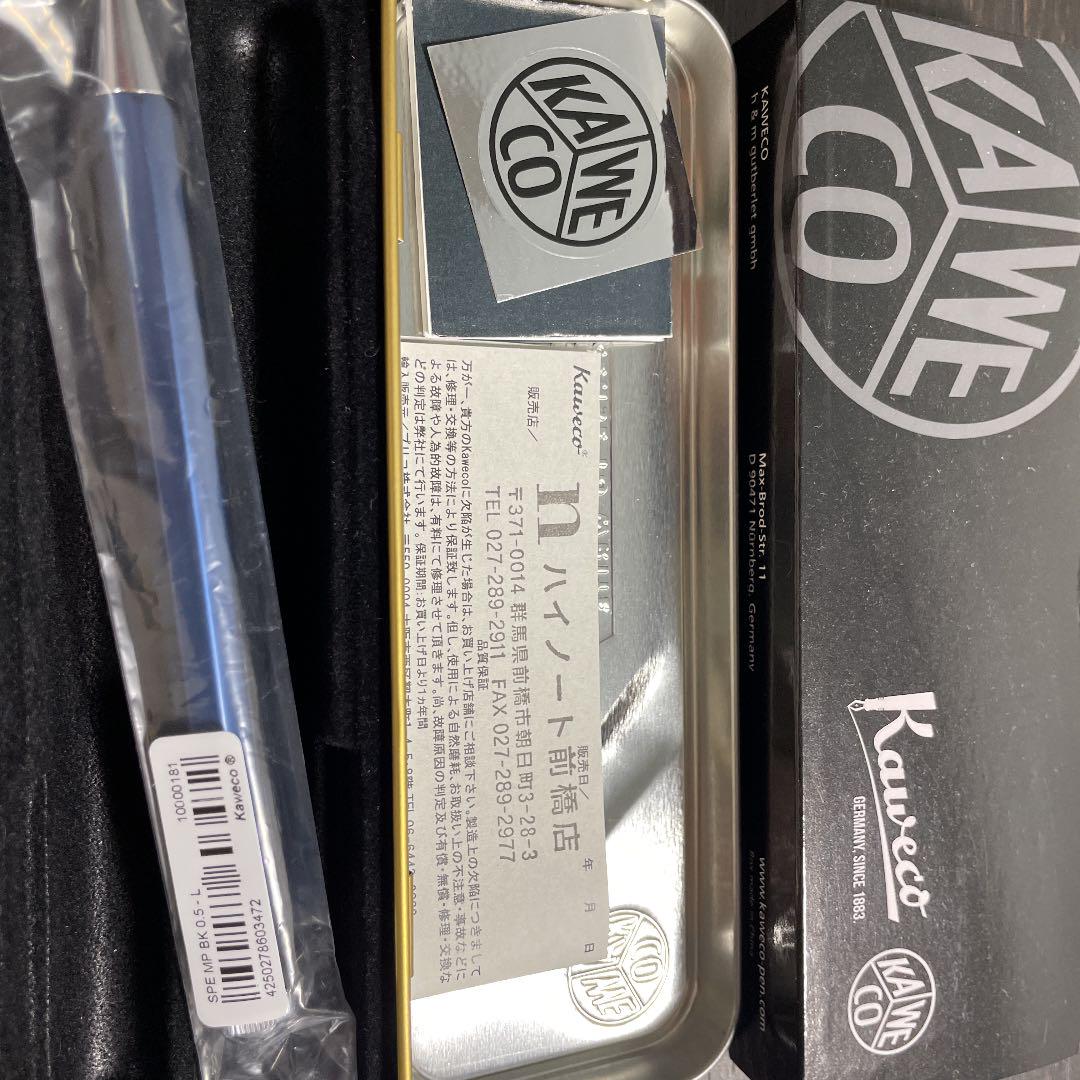 SPE MP BK 0.5 - L
10000181
4250278603472
Kaweco®
KAWE
CO
Kaweco®
販売店／
販売日／　年　月　日
n ハイノート前橋店
〒371-0014 群馬県前橋市朝日町3-28-3
TEL 027-289-2911 FAX 027-289-2977
品質保証
万が一、貴方のKawecoに欠陥が生じた場合は、お買い上げ店舗にご相談下さい。製造上の欠陥につきまして
は、修理・交換等の方法により保証致します。但し、使用による自然磨耗、お取扱い上の不注意・事故などに
よる故障や人為的故障は、有料にて修理させて頂きます。尚、故障原因の判定及び有償・無償・修理・交換な
どの判定は弊社にて行います。保証期間:お買い上げ日より1カ年間
KAWE
CO
KAWE
CO
KAWECO
h & m gutberlet gmbh
Max-Brod-Str. 11
D 90471 Nürnberg, Germany
www.kaweco-pen.com
Box made in China
Kaweco
GERMANY, SINCE 1883
KAWE
CO